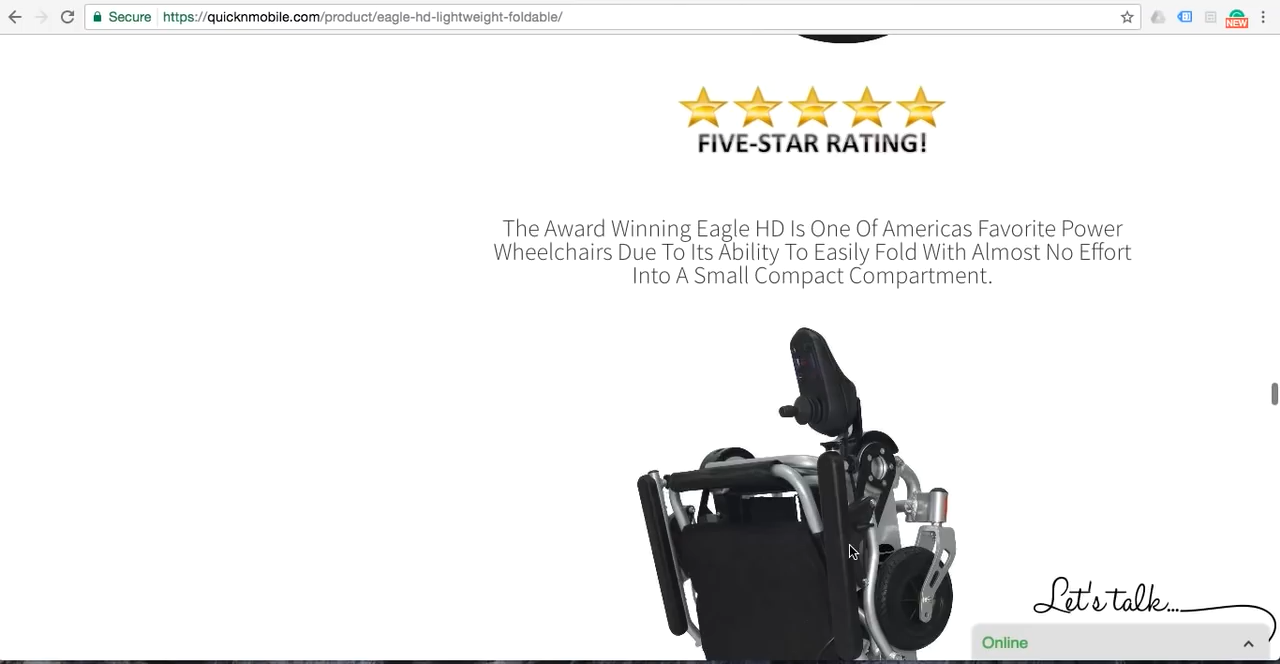 Secure https://quicknmobile.com/product/eagle-hd-lightweight-foldable/
NEW
FIVE-STAR RATING!
The Award Winning Eagle HD Is One Of Americas Favorite Power
Wheelchairs Due To Its Ability To Easily Fold With Almost No Effort
Into A Small Compact Compartment.
Let's talk...
Online